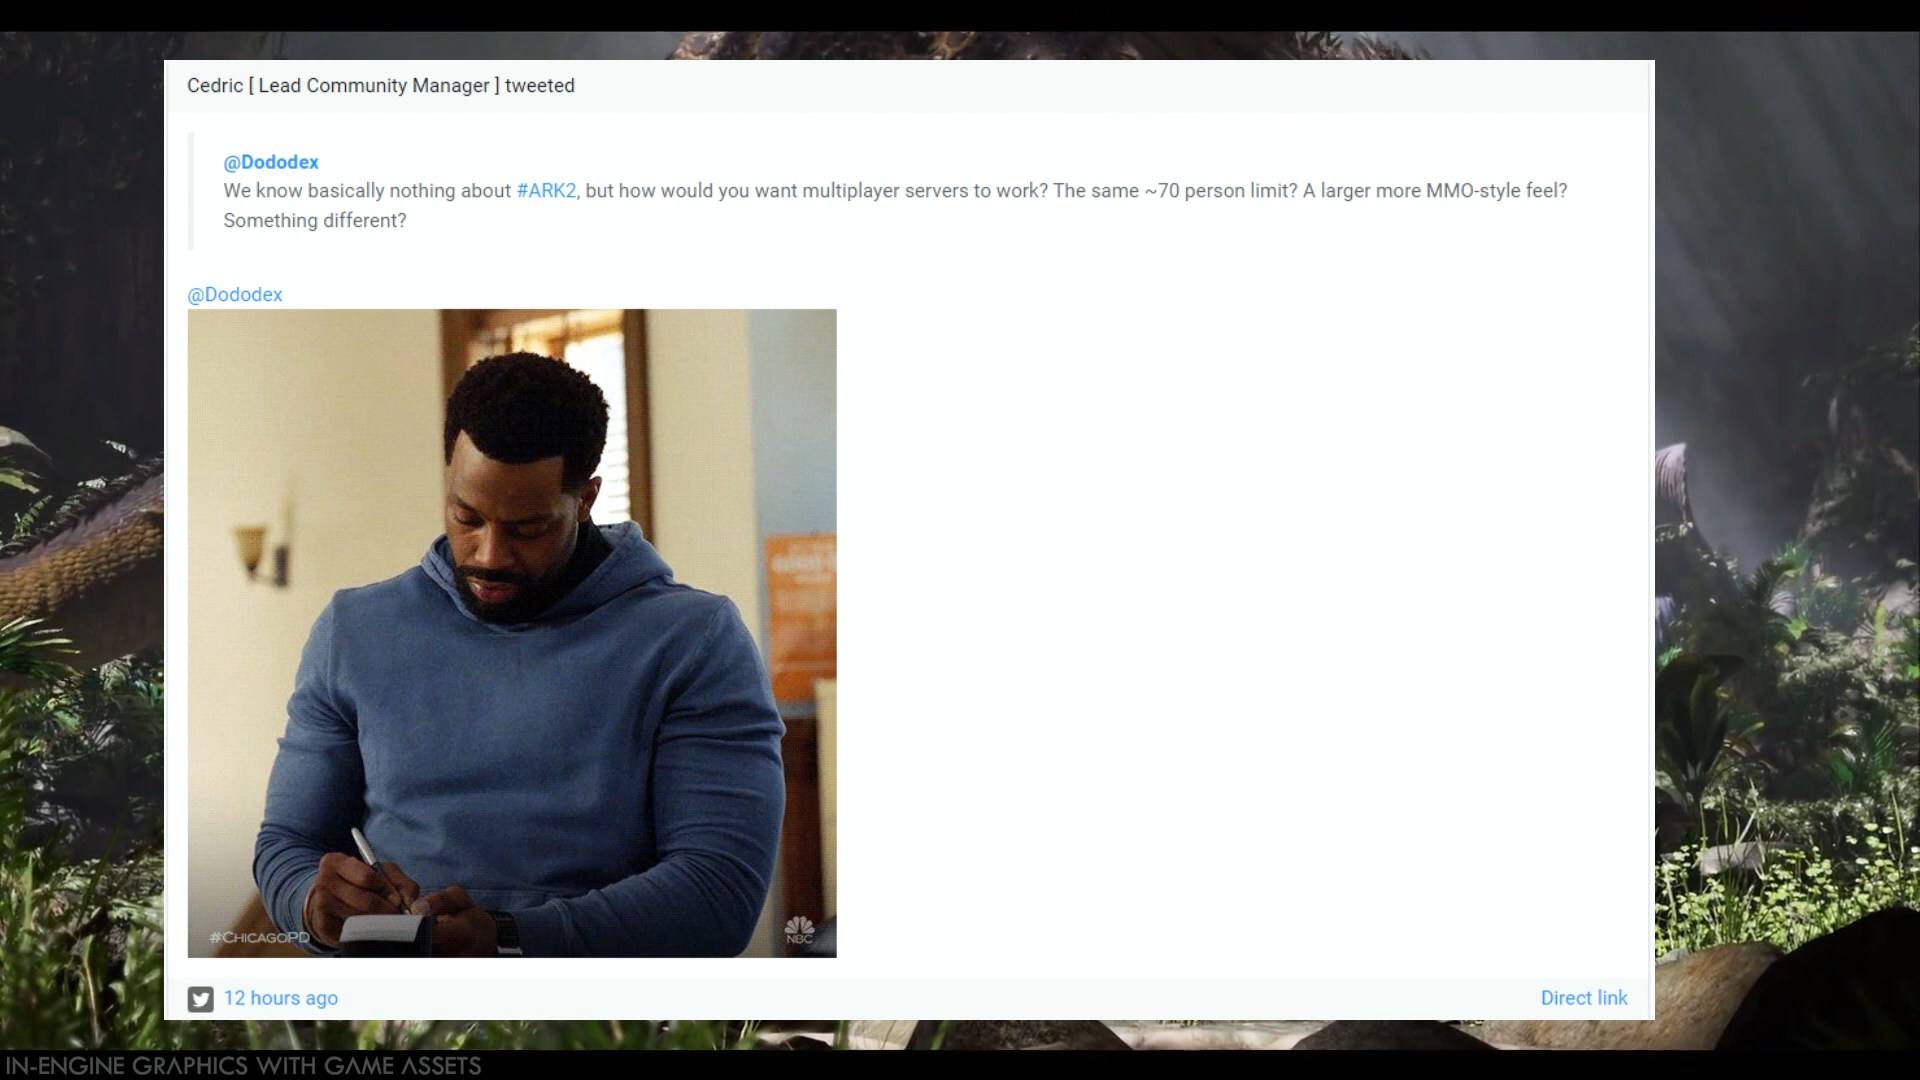 Cedric [ Lead Community Manager ] tweeted
@Dododex
We know basically nothing about #ARK2, but how would you want multiplayer servers to work? The same ~70 person limit? A larger more MMO-style feel?
Something different?
@Dododex
#CHICAGOPD
NBC
12 hours ago
Direct link
IN-ENGINE GRAPHICS WITH GAME ASSETS